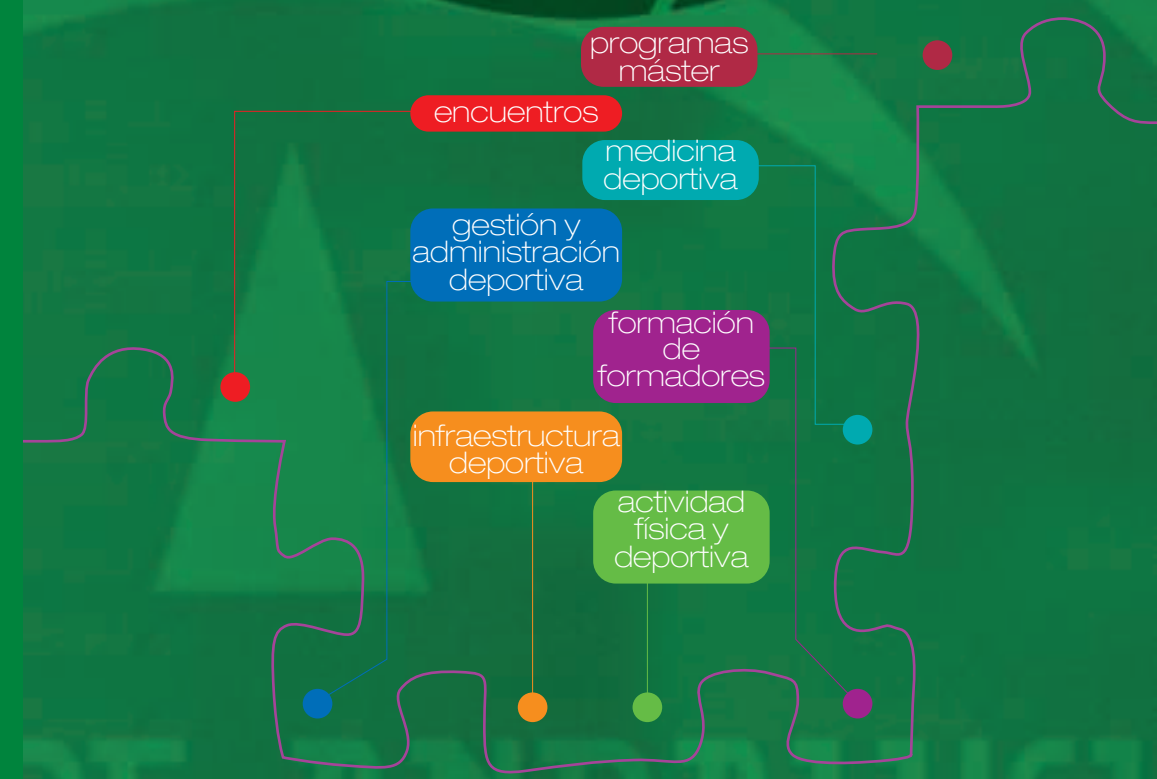 programas
máster
encuentros
medicina
deportiva
gestión y
administración
deportiva
formación
de
formadores
infraestructura
deportiva
actividad
física y
deportiva